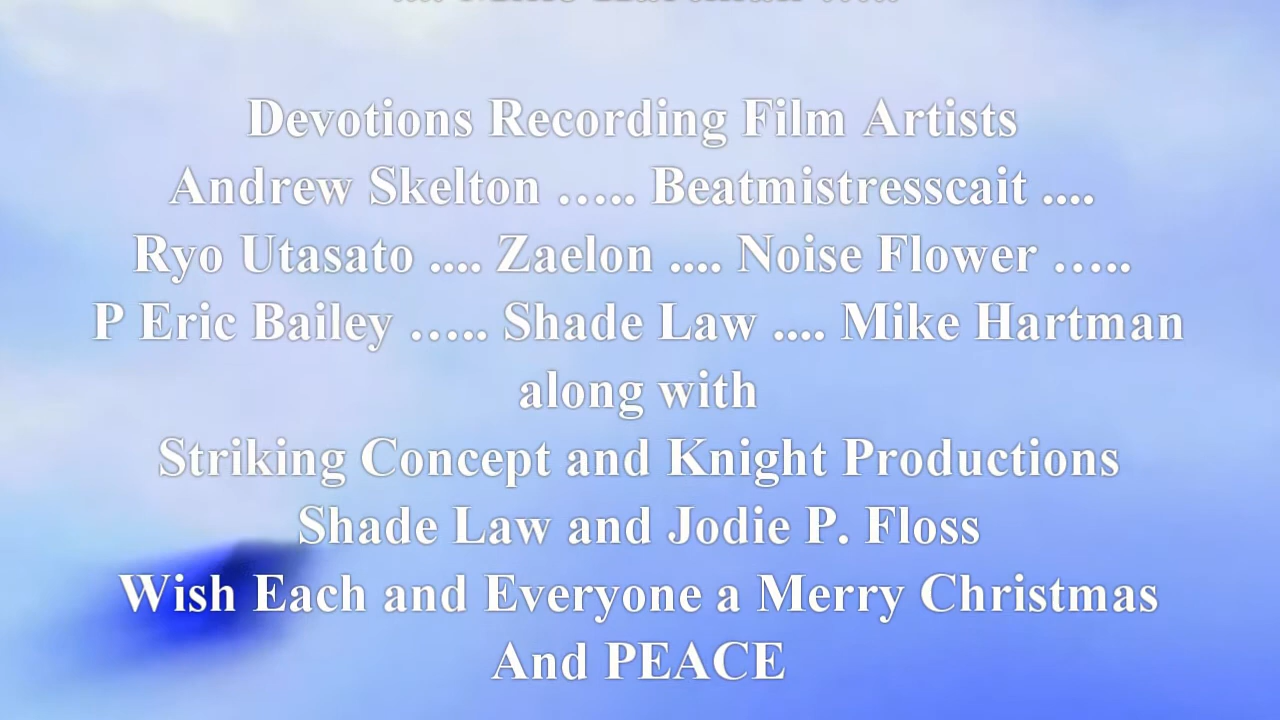 Devotions Recording Film Artists
Andrew Skelton ….. Beatmistresscait ....
Ryo Utasato .... Zaelon .... Noise Flower …..
P Eric Bailey ….. Shade Law .... Mike Hartman
along with
Striking Concept and Knight Productions
Shade Law and Jodie P. Floss
Wish Each and Everyone a Merry Christmas
And PEACE